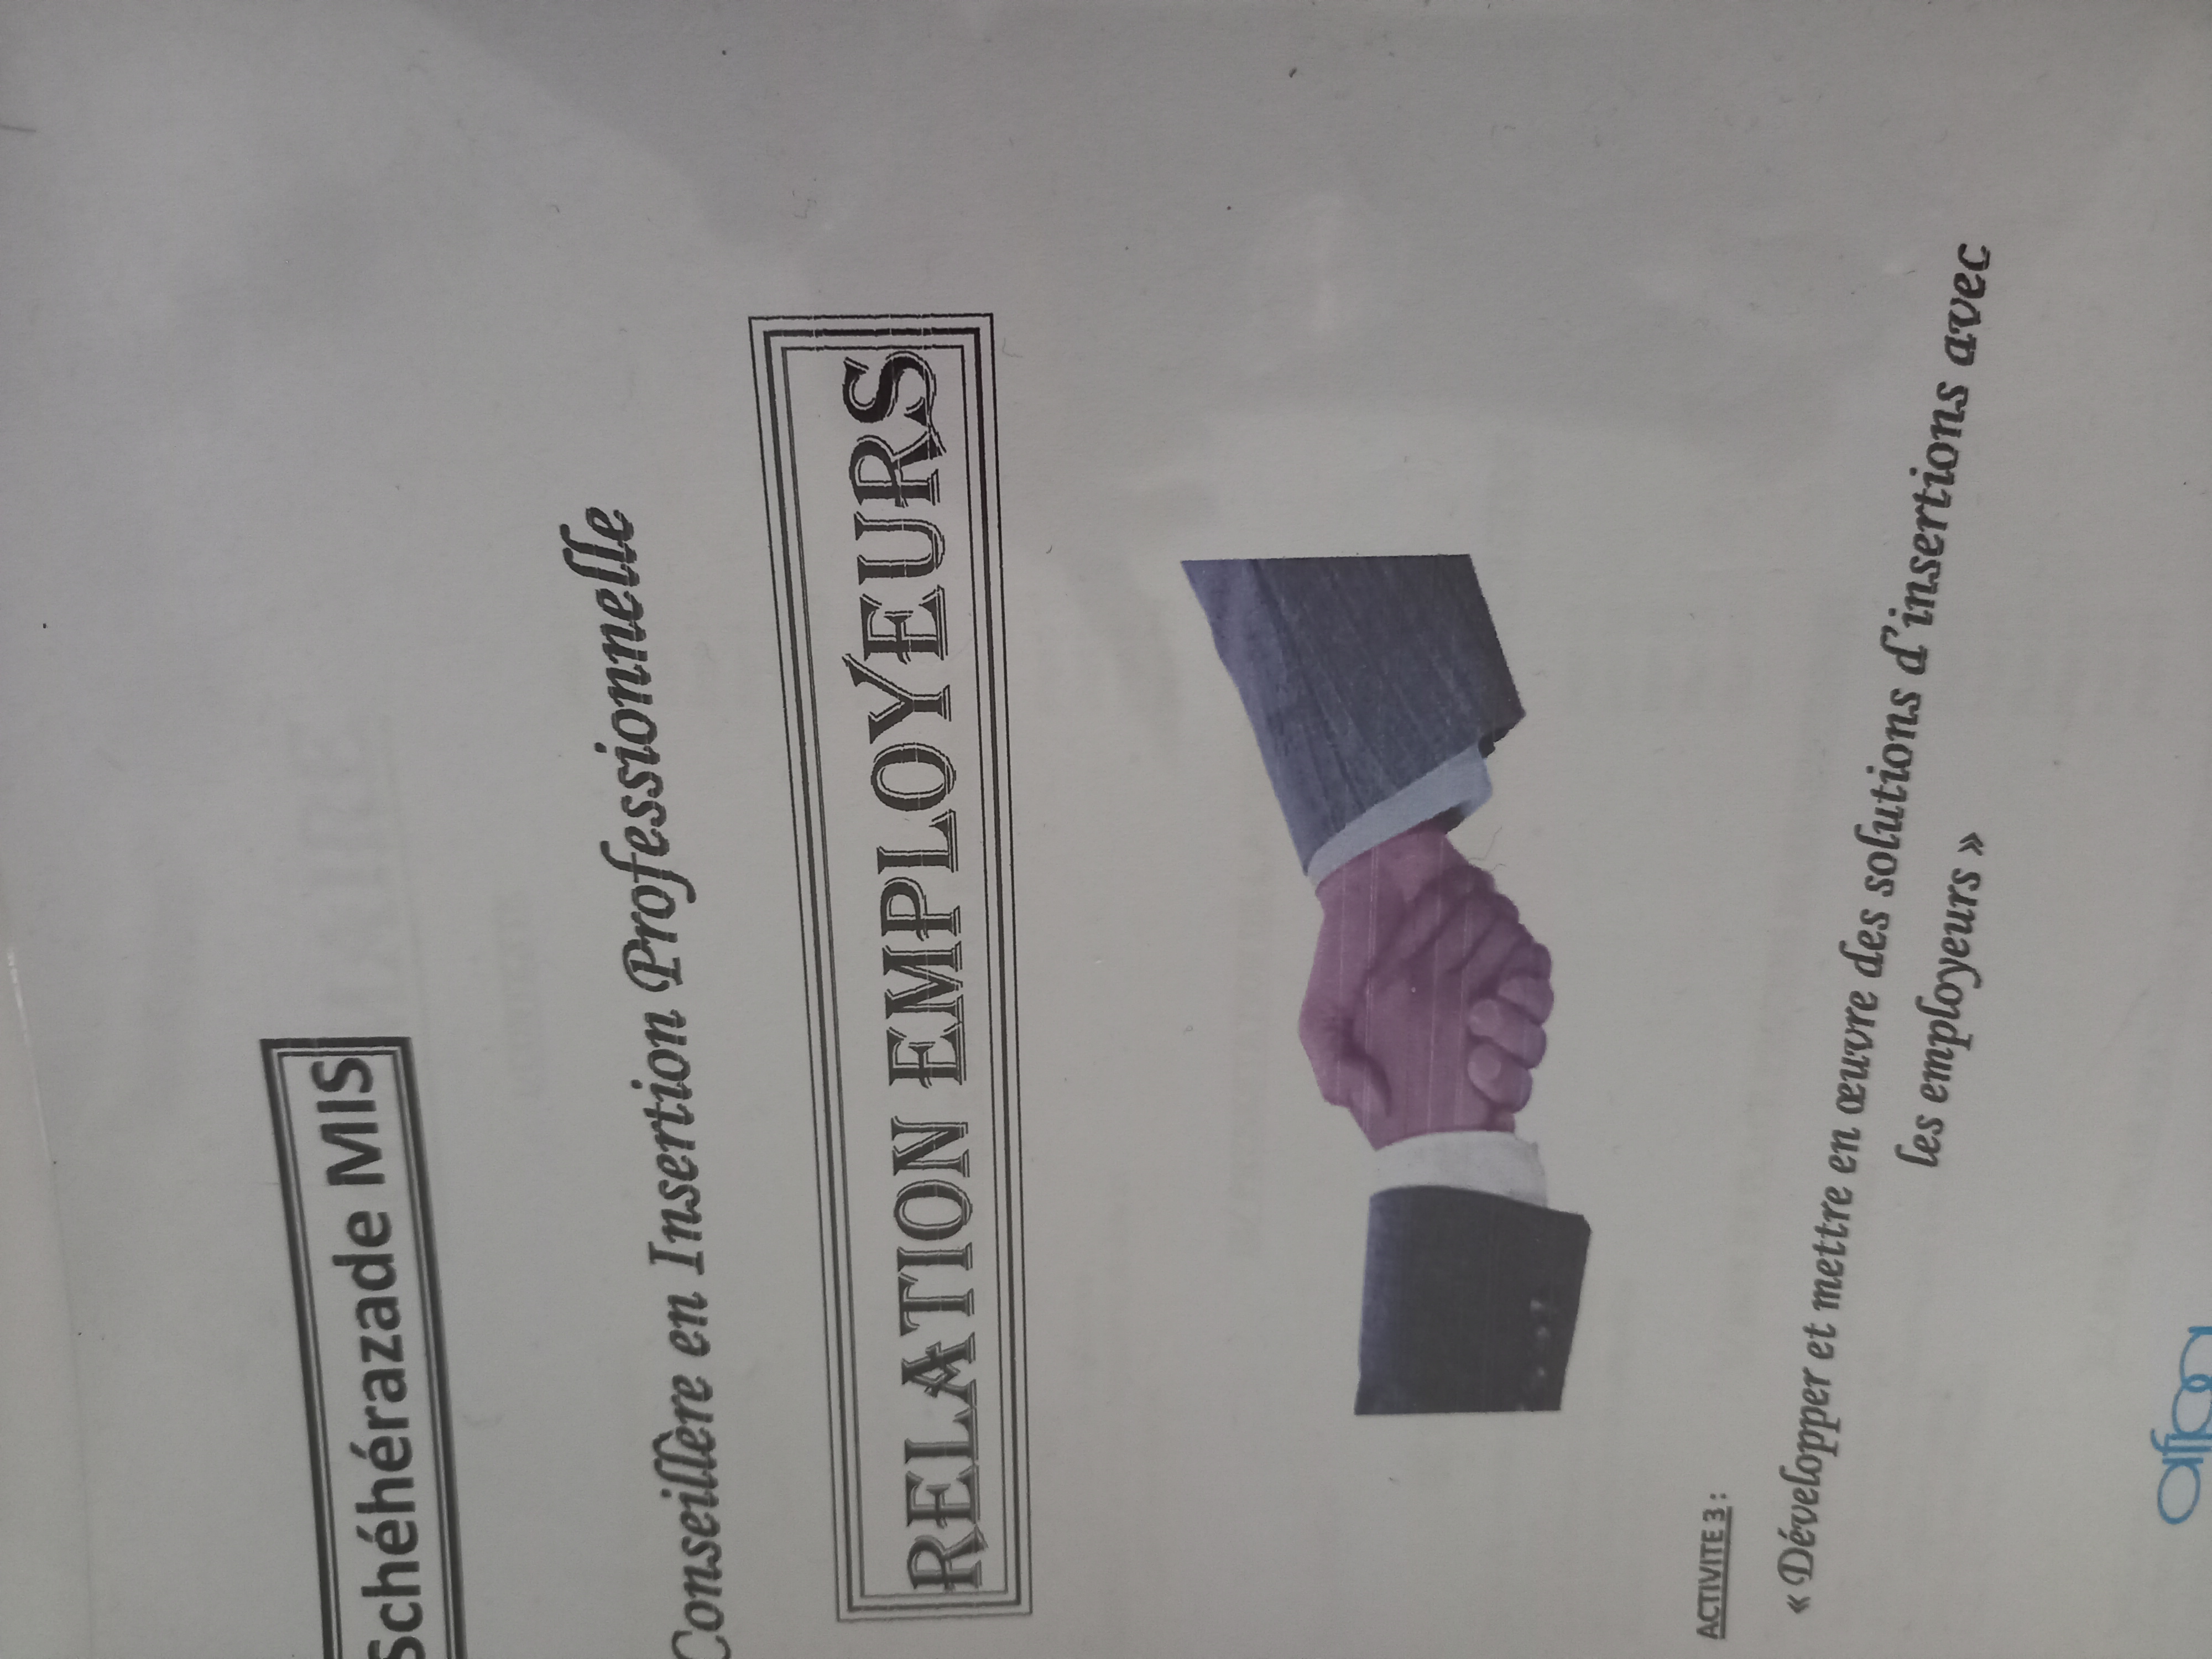 Schéhérazade MIS
Conseillère en Insertion Professionnelle
RELATION EMPLOYEURS
ACTIVITE 3 :
« Développer et mettre en œuvre des solutions d'insertions avec
les employeurs »
afpa